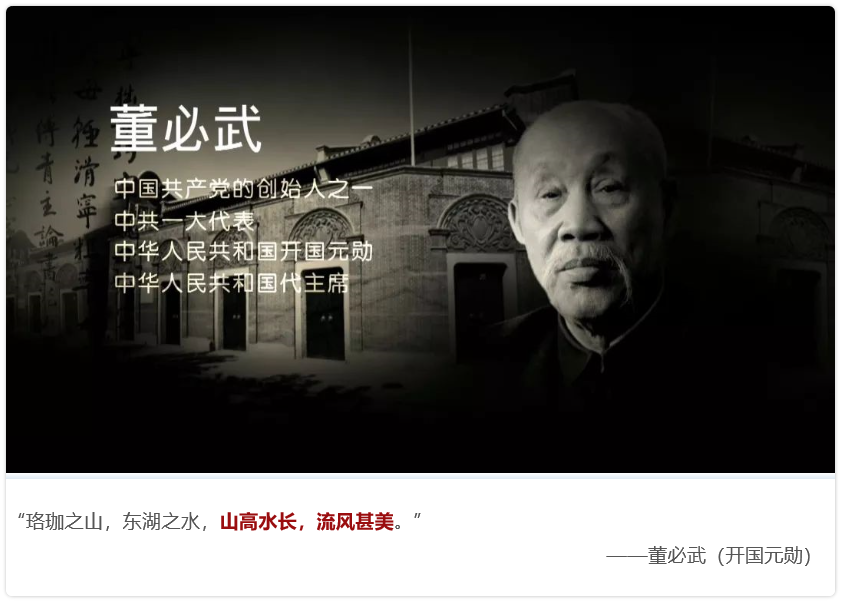 董必武
中国共产党的创始人之一
中共一大代表
中华人民共和国开国元勋
中华人民共和国代主席
“珞珈之山，东湖之水，山高水长，流风甚美。”
——董必武（开国元勋）